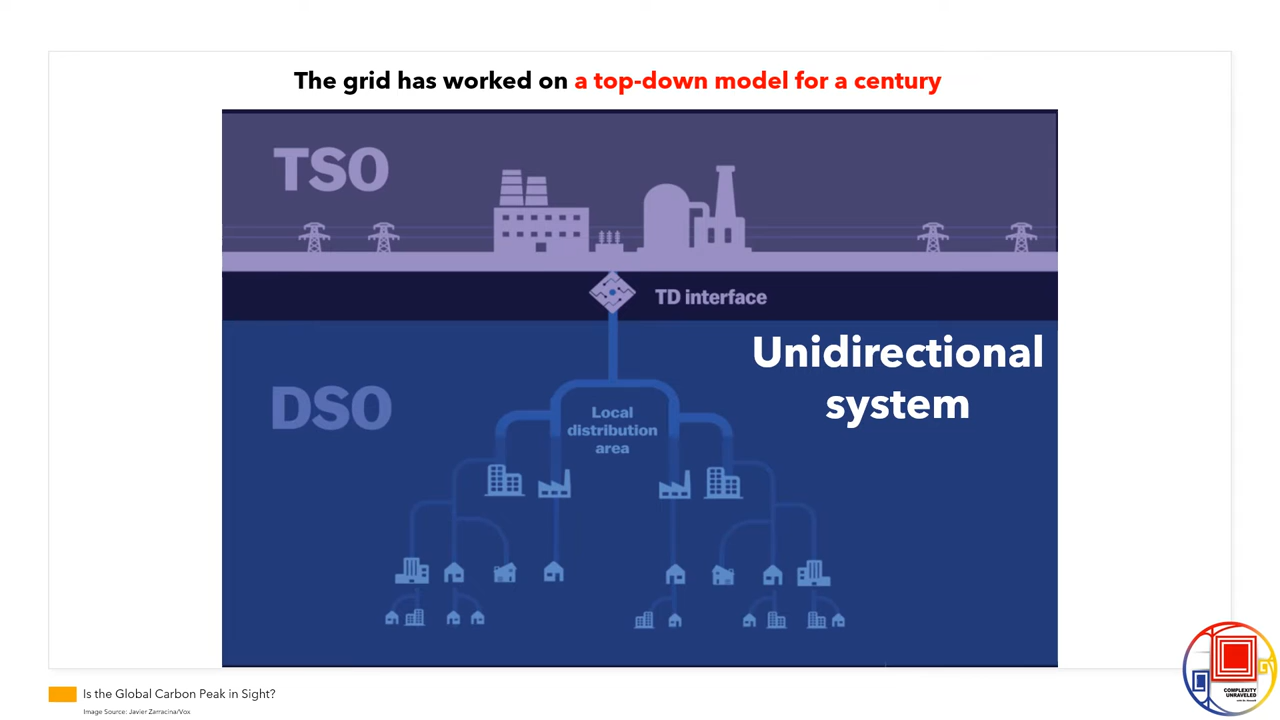 The grid has worked on a top-down model for a century
TSO
TD interface
Unidirectional
system
DSO
Local
distribution
area
Is the Global Carbon Peak in Sight?
Image Source: Javier Zarracina/Vox
COMPLEXITY
UNRAVELED